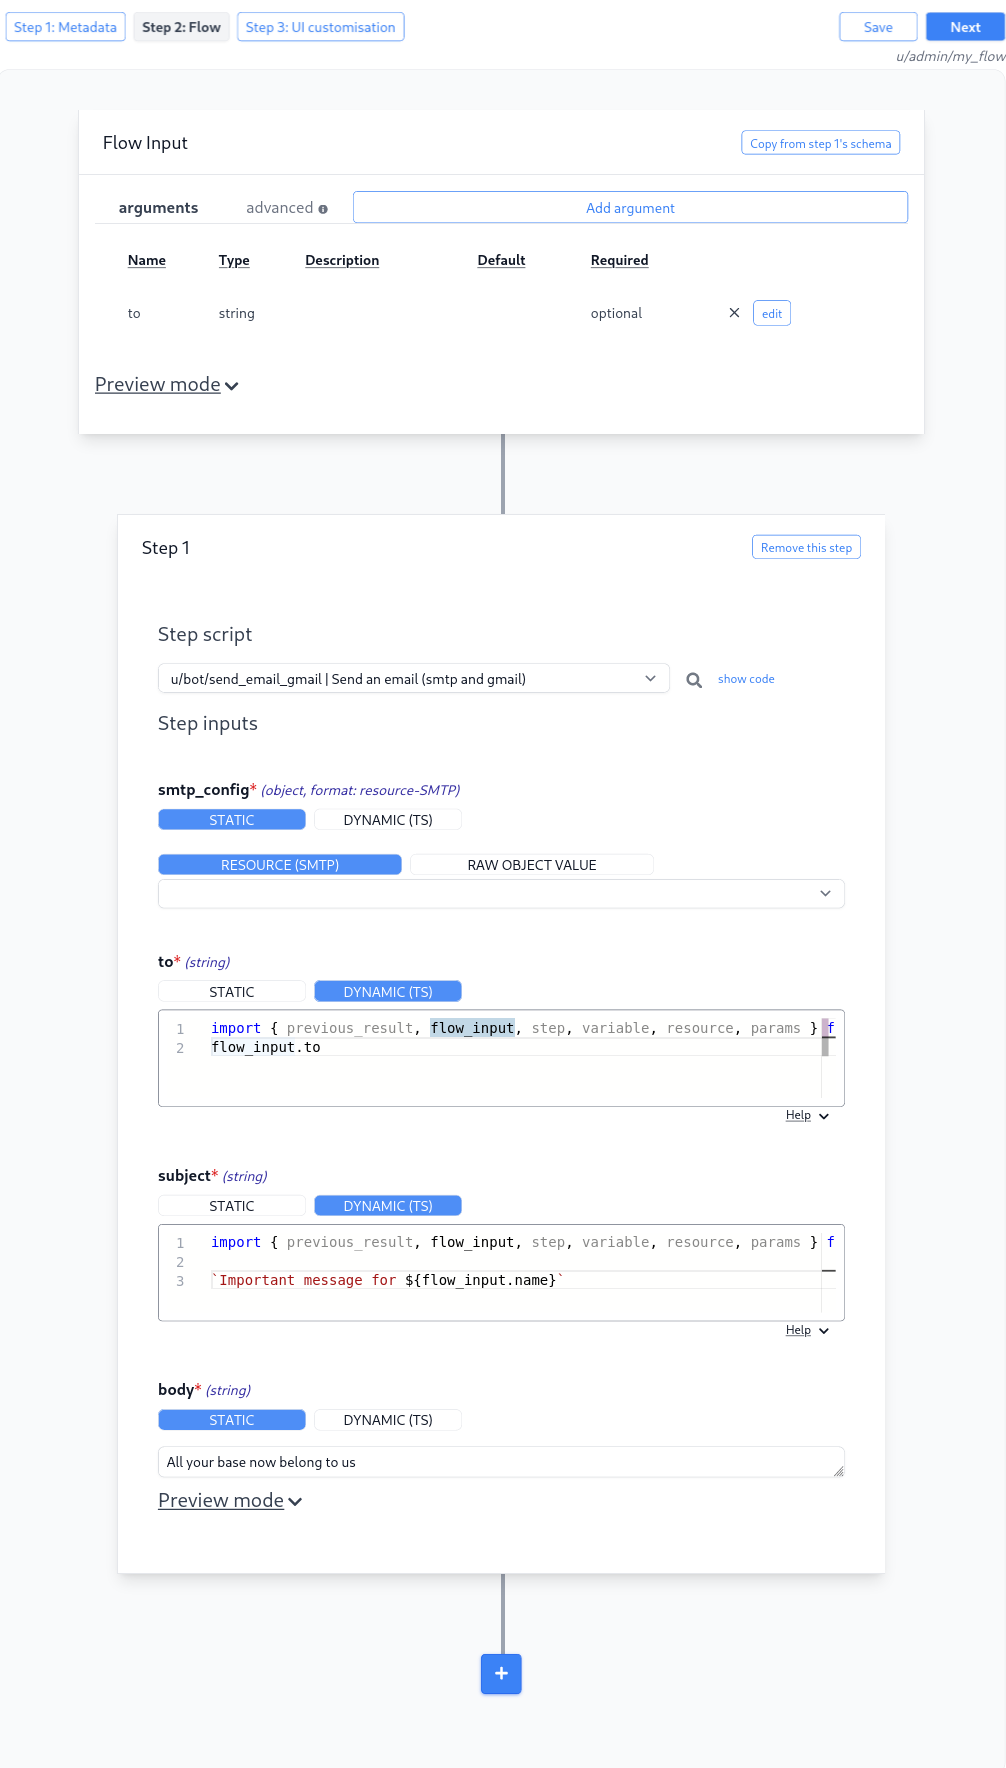 Step 1: Metadata Step 2: Flow Step 3: UI customisation Save Next
u/admin/my_flow
Flow Input Copy from step 1's schema
arguments advanced Add argument
Name Type Description Default Required
to string optional edit
Preview mode
Step 1 Remove this step
Step script
u/bot/send_email_gmail | Send an email (smtp and gmail) show code
Step inputs
smtp_config* (object, format: resource-SMTP)
STATIC DYNAMIC (TS)
RESOURCE (SMTP) RAW OBJECT VALUE
to* (string)
STATIC DYNAMIC (TS)
1 import { previous_result, flow_input, step, variable, resource, params } f
2 flow_input.to
Help
subject* (string)
STATIC DYNAMIC (TS)
1 import { previous_result, flow_input, step, variable, resource, params } f
2
3 `Important message for ${flow_input.name}`
Help
body* (string)
STATIC DYNAMIC (TS)
All your base now belong to us
Preview mode
+